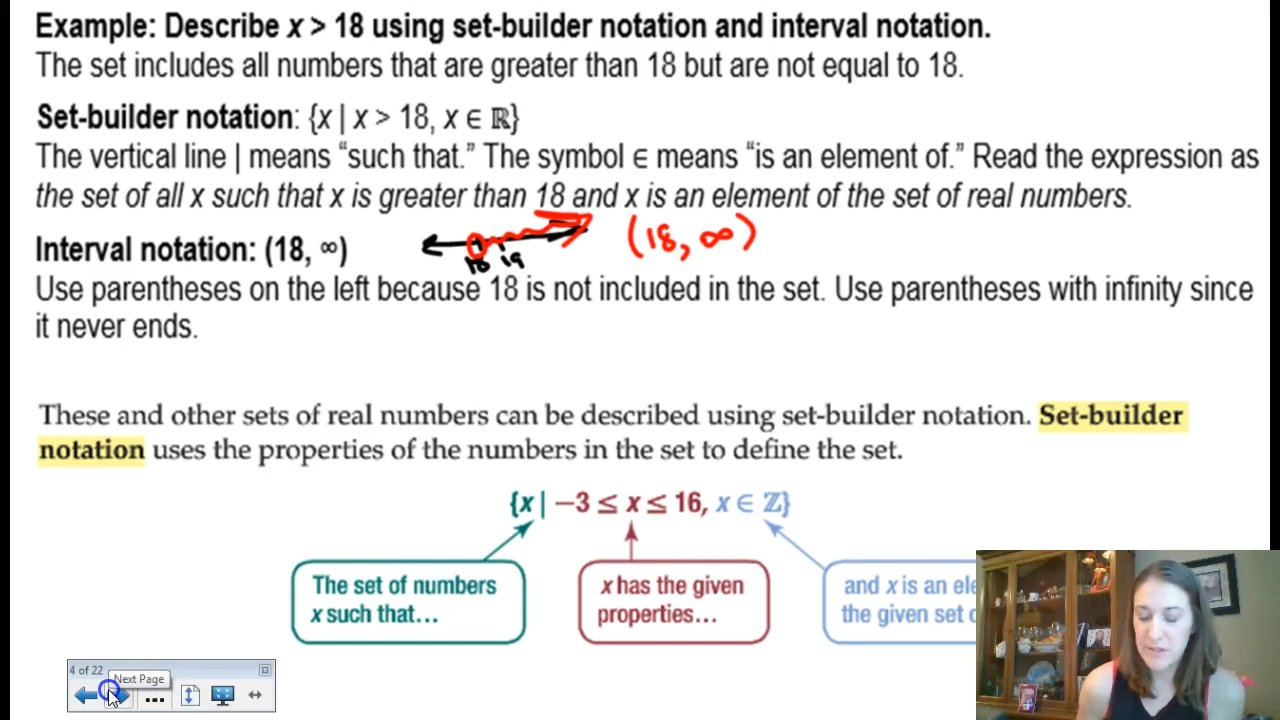 Example: Describe x > 18 using set-builder notation and interval notation.
The set includes all numbers that are greater than 18 but are not equal to 18.
Set-builder notation: {x | x > 18, x ∈ ℝ}
The vertical line | means “such that.” The symbol ∈ means “is an element of.” Read the expression as
the set of all x such that x is greater than 18 and x is an element of the set of real numbers.
Interval notation: (18, ∞)
18 19
(18, ∞)
Use parentheses on the left because 18 is not included in the set. Use parentheses with infinity since
it never ends.
These and other sets of real numbers can be described using set-builder notation. Set-builder
notation uses the properties of the numbers in the set to define the set.
{x | −3 ≤ x ≤ 16, x ∈ ℤ}
The set of numbers
x such that...
x has the given
properties...
and x is an ele
the given set
4 of 22
Next Page